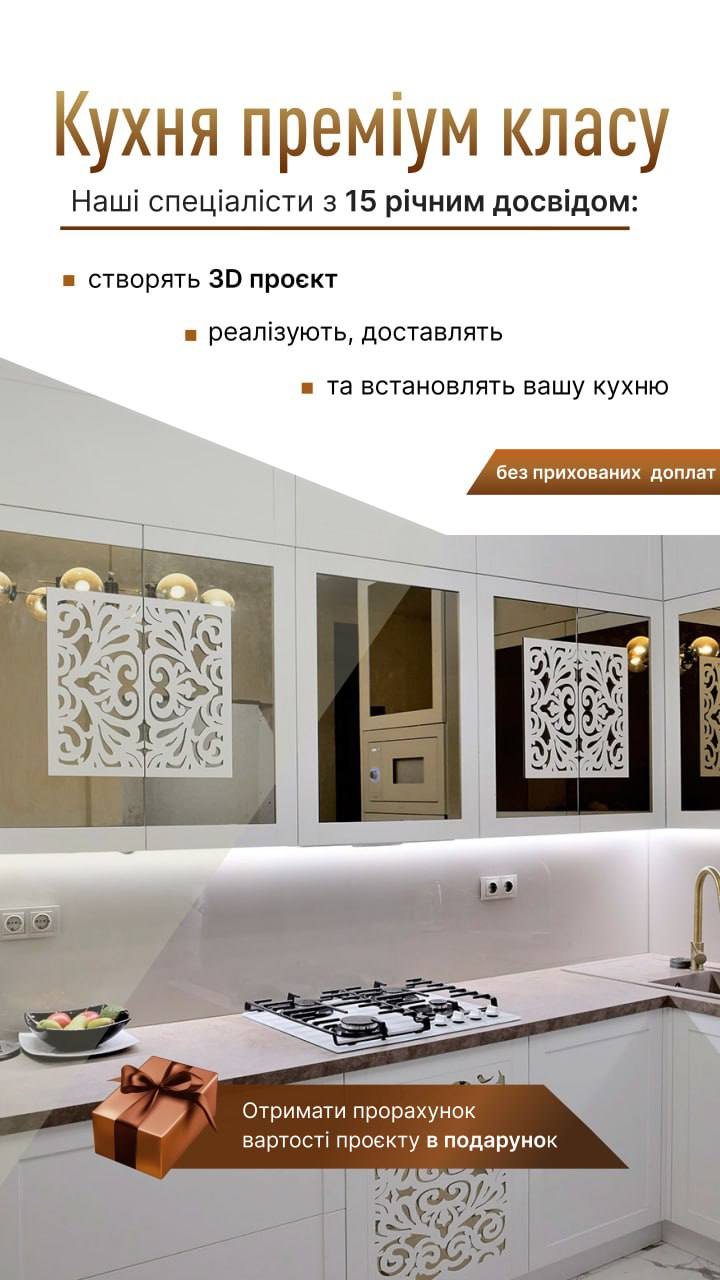 Кухня преміум класу
Наші спеціалісти з 15 річним досвідом:
створять 3D проєкт
реалізують, доставлять
та встановлять вашу кухню
без прихованих доплат
Отримати прорахунок
вартості проєкту в подарунок